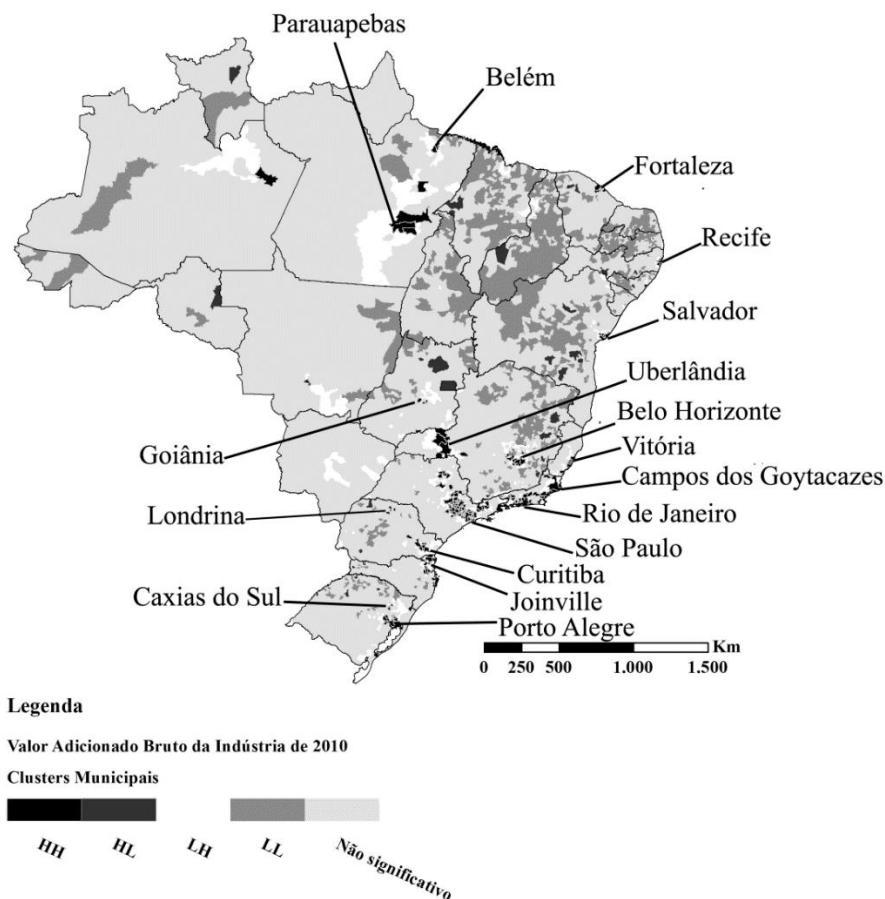 Parauapebas
Belém
Fortaleza
Recife
Salvador
Uberlândia
Belo Horizonte
Goiânia
Vitória
Campos dos Goytacazes
Londrina
Rio de Janeiro
São Paulo
Curitiba
Caxias do Sul
Joinville
Porto Alegre
Km
0 250 500 1.000 1.500
Legenda
Valor Adicionado Bruto da Indústria de 2010
Clusters Municipais
HH HL LH LL Não significativo